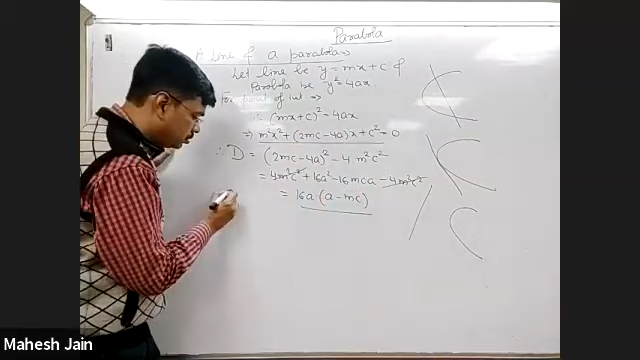 Parabola
A line & a parabola
Let line be y = mx + c &
Parabola be y² = 4ax.
For point of int ⇒
∴ (mx + c)² = 4ax
⇒ m²x² + (2mc - 4a)x + c² = 0
∴ D = (2mc - 4a)² - 4 m²c²
= 4m²c² + 16a² - 16mca - 4m²c²
= 16a (a - mc)
Mahesh Jain